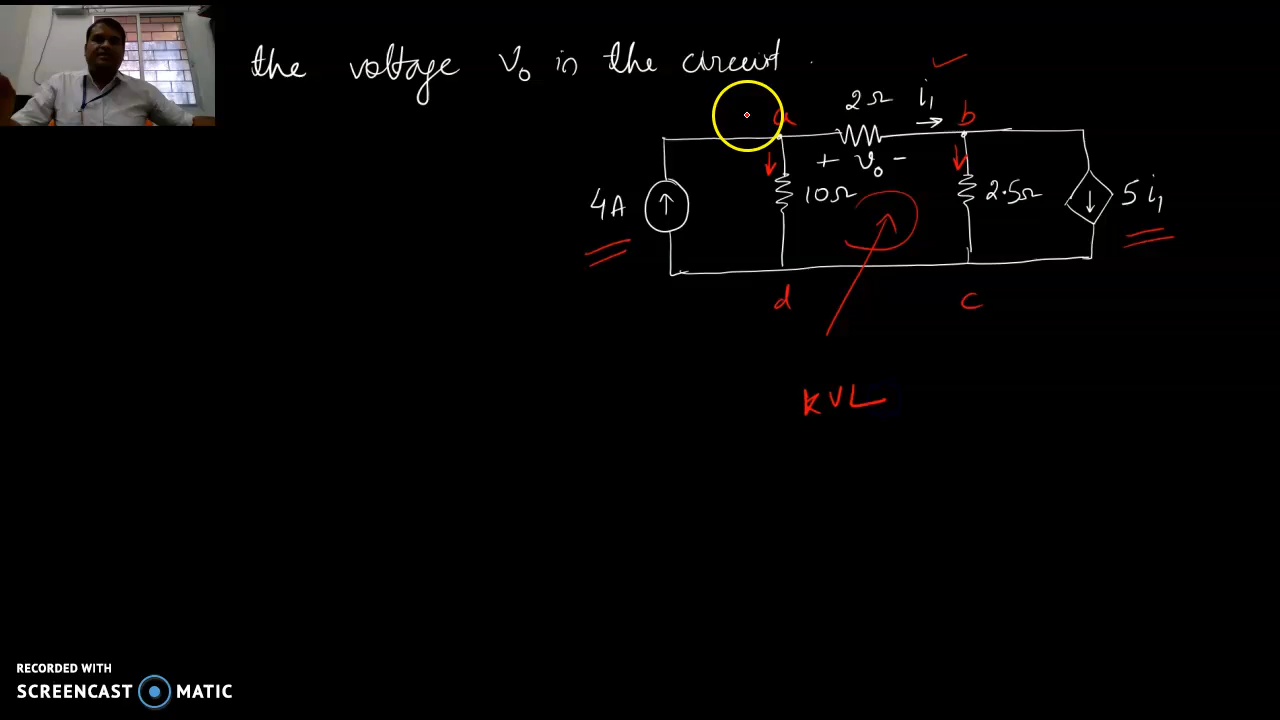 the voltage v₀ in the circuit.
2Ω i₁
a b
+ v₀ -
4A 10Ω 2.5Ω 5i₁
d c
KVL
RECORDED WITH
SCREENCAST MATIC